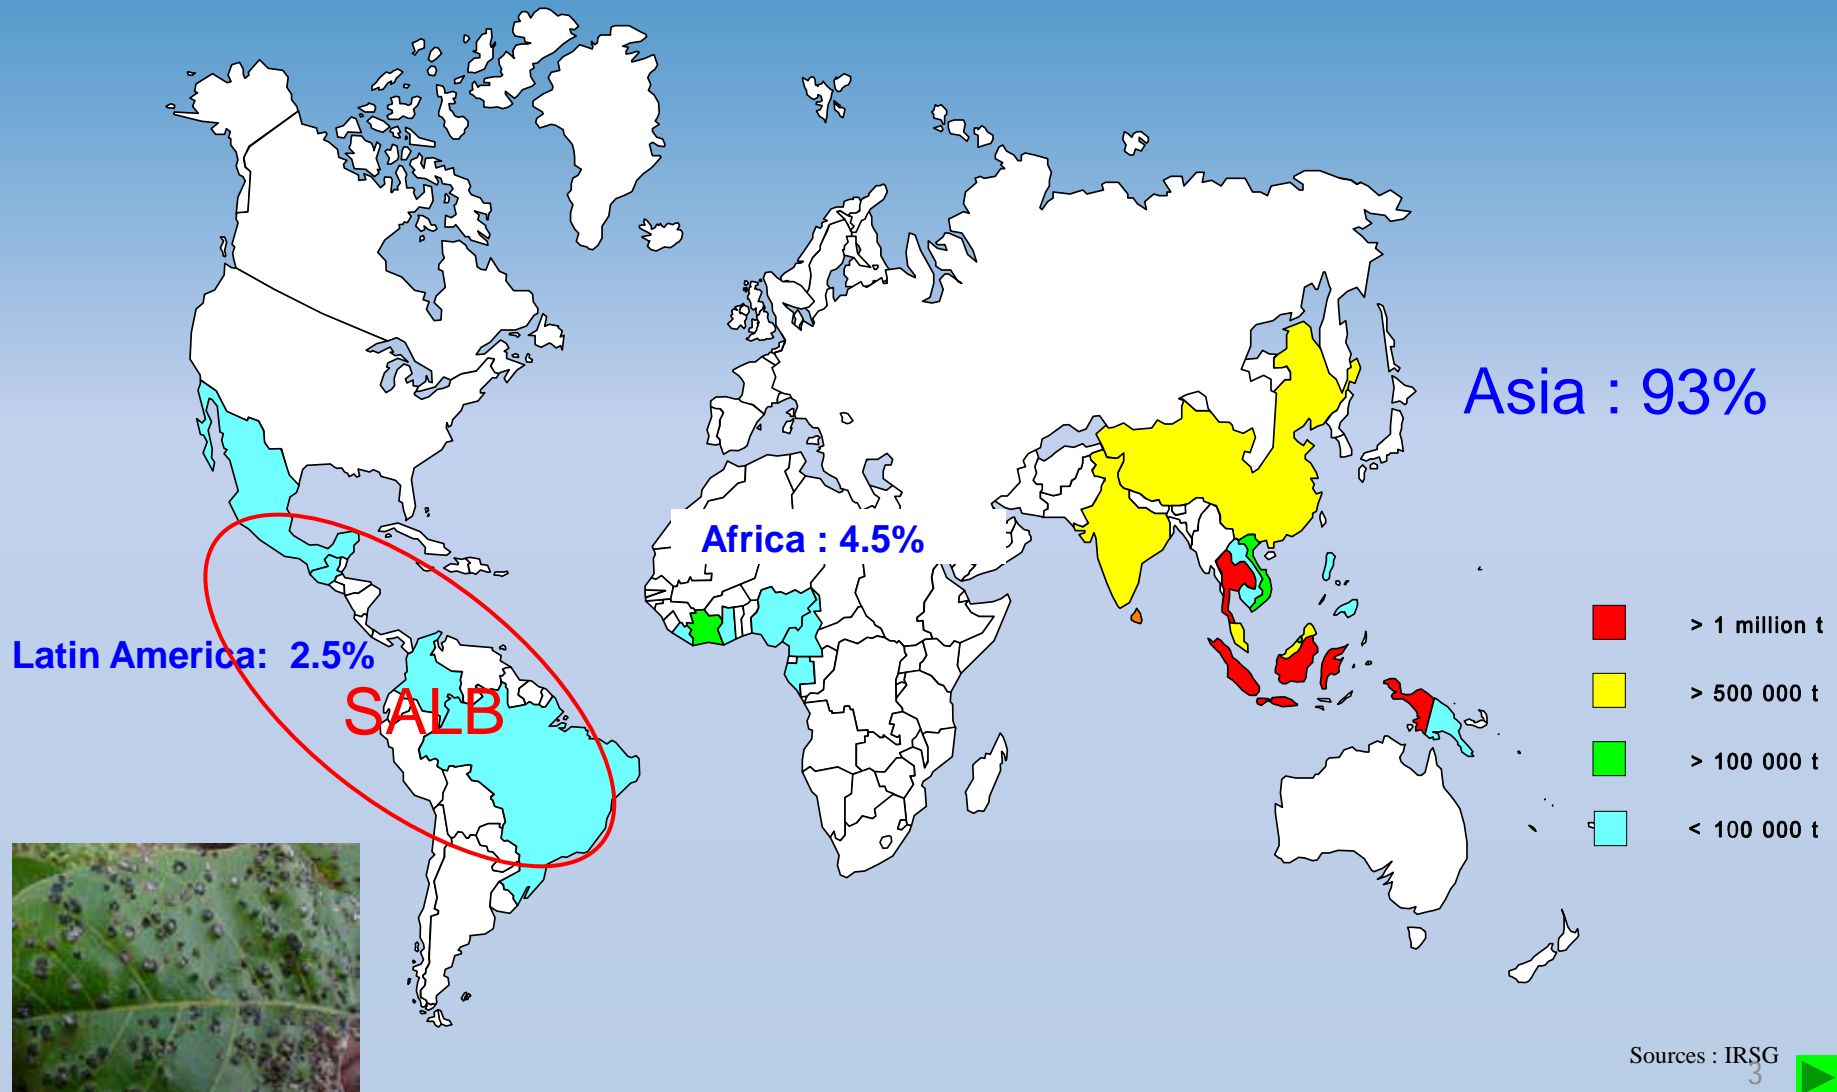 Asia : 93%
Africa : 4.5%
Latin America: 2.5%
SALB
> 1 million t
> 500 000 t
> 100 000 t
< 100 000 t
Sources : IRSG
3